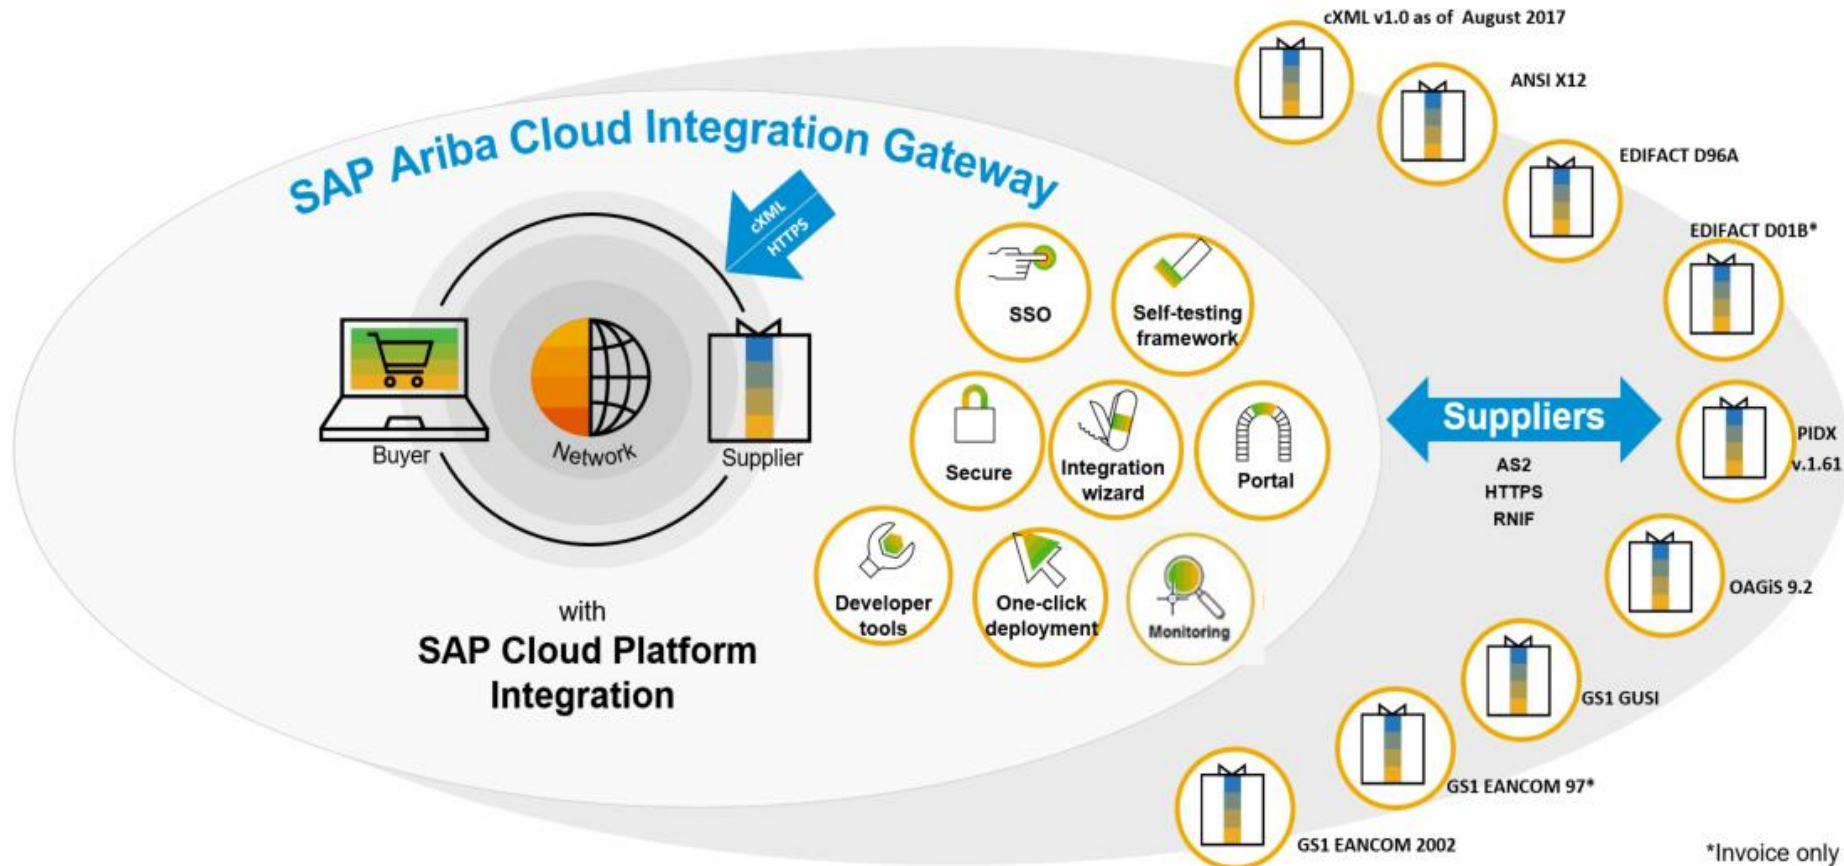 cXML v1.0 as of August 2017
ANSI X12
EDIFACT D96A
EDIFACT D01B*
SAP Ariba Cloud Integration Gateway
cXML
HTTPS
SSO
Self-testing
framework
Buyer
Network
Supplier
Secure
Integration
wizard
Portal
Suppliers
AS2
HTTPS
RNIF
PIDX
v.1.61
Developer
tools
One-click
deployment
Monitoring
OAGiS 9.2
with
SAP Cloud Platform
Integration
GS1 GUSI
GS1 EANCOM 97*
GS1 EANCOM 2002
*Invoice only